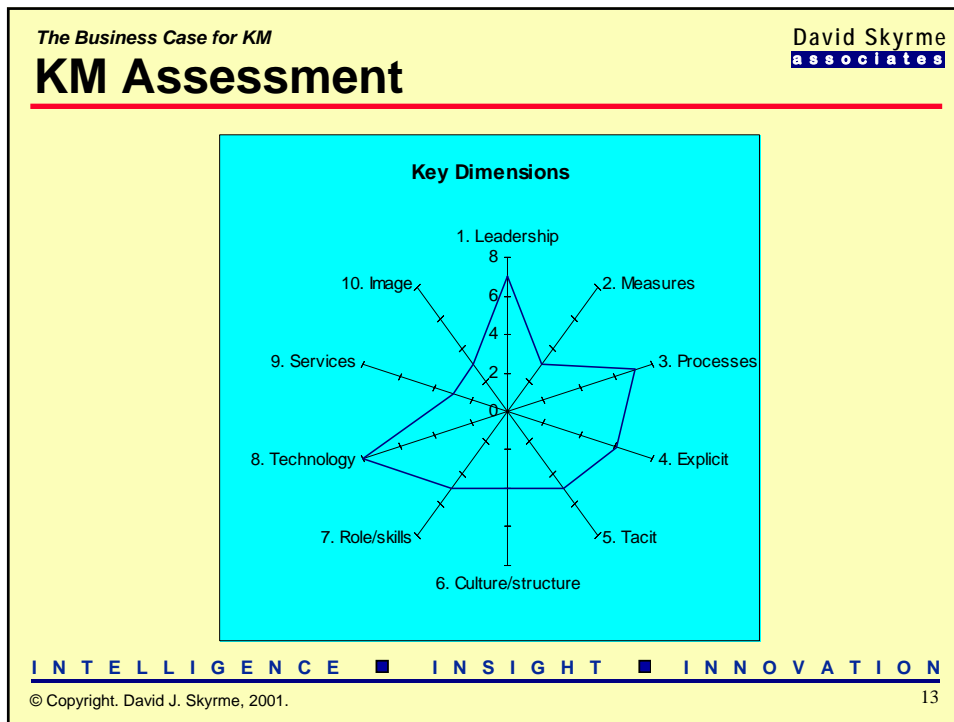 The Business Case for KM
David Skyrme
associates
KM Assessment
Key Dimensions
1. Leadership
8
10. Image
2. Measures
6
4
9. Services
3. Processes
2
0
8. Technology
4. Explicit
7. Role/skills
5. Tacit
6. Culture/structure
INTELLIGENCE ■ INSIGHT ■ INNOVATION
© Copyright. David J. Skyrme, 2001.
13